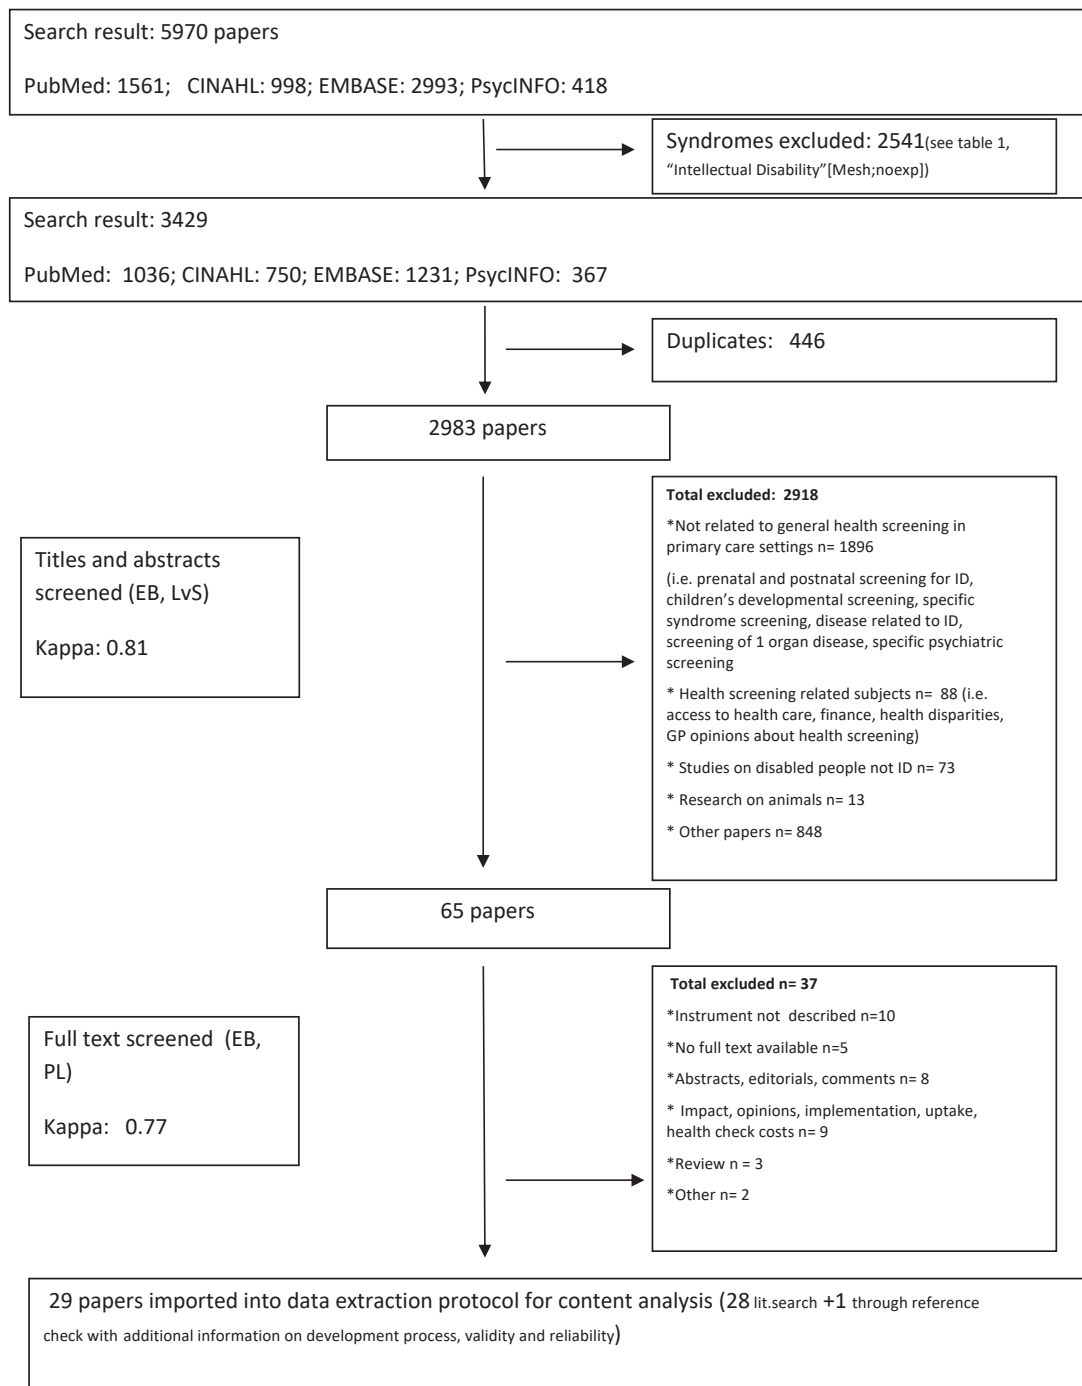 Search result: 5970 papers
PubMed: 1561; CINAHL: 998; EMBASE: 2993; PsycINFO: 418
Syndromes excluded: 2541(see table 1,
“Intellectual Disability”[Mesh;noexp])
Search result: 3429
PubMed: 1036; CINAHL: 750; EMBASE: 1231; PsycINFO: 367
Duplicates: 446
2983 papers
Titles and abstracts
screened (EB, LvS)
Kappa: 0.81
Total excluded: 2918
*Not related to general health screening in
primary care settings n= 1896
(i.e. prenatal and postnatal screening for ID,
children’s developmental screening, specific
syndrome screening, disease related to ID,
screening of 1 organ disease, specific psychiatric
screening
* Health screening related subjects n= 88 (i.e.
access to health care, finance, health disparities,
GP opinions about health screening)
* Studies on disabled people not ID n= 73
* Research on animals n= 13
* Other papers n= 848
65 papers
Full text screened (EB,
PL)
Kappa: 0.77
Total excluded n= 37
*Instrument not described n=10
*No full text available n=5
*Abstracts, editorials, comments n= 8
* Impact, opinions, implementation, uptake,
health check costs n= 9
*Review n = 3
*Other n= 2
29 papers imported into data extraction protocol for content analysis (28 lit.search +1 through reference
check with additional information on development process, validity and reliability)